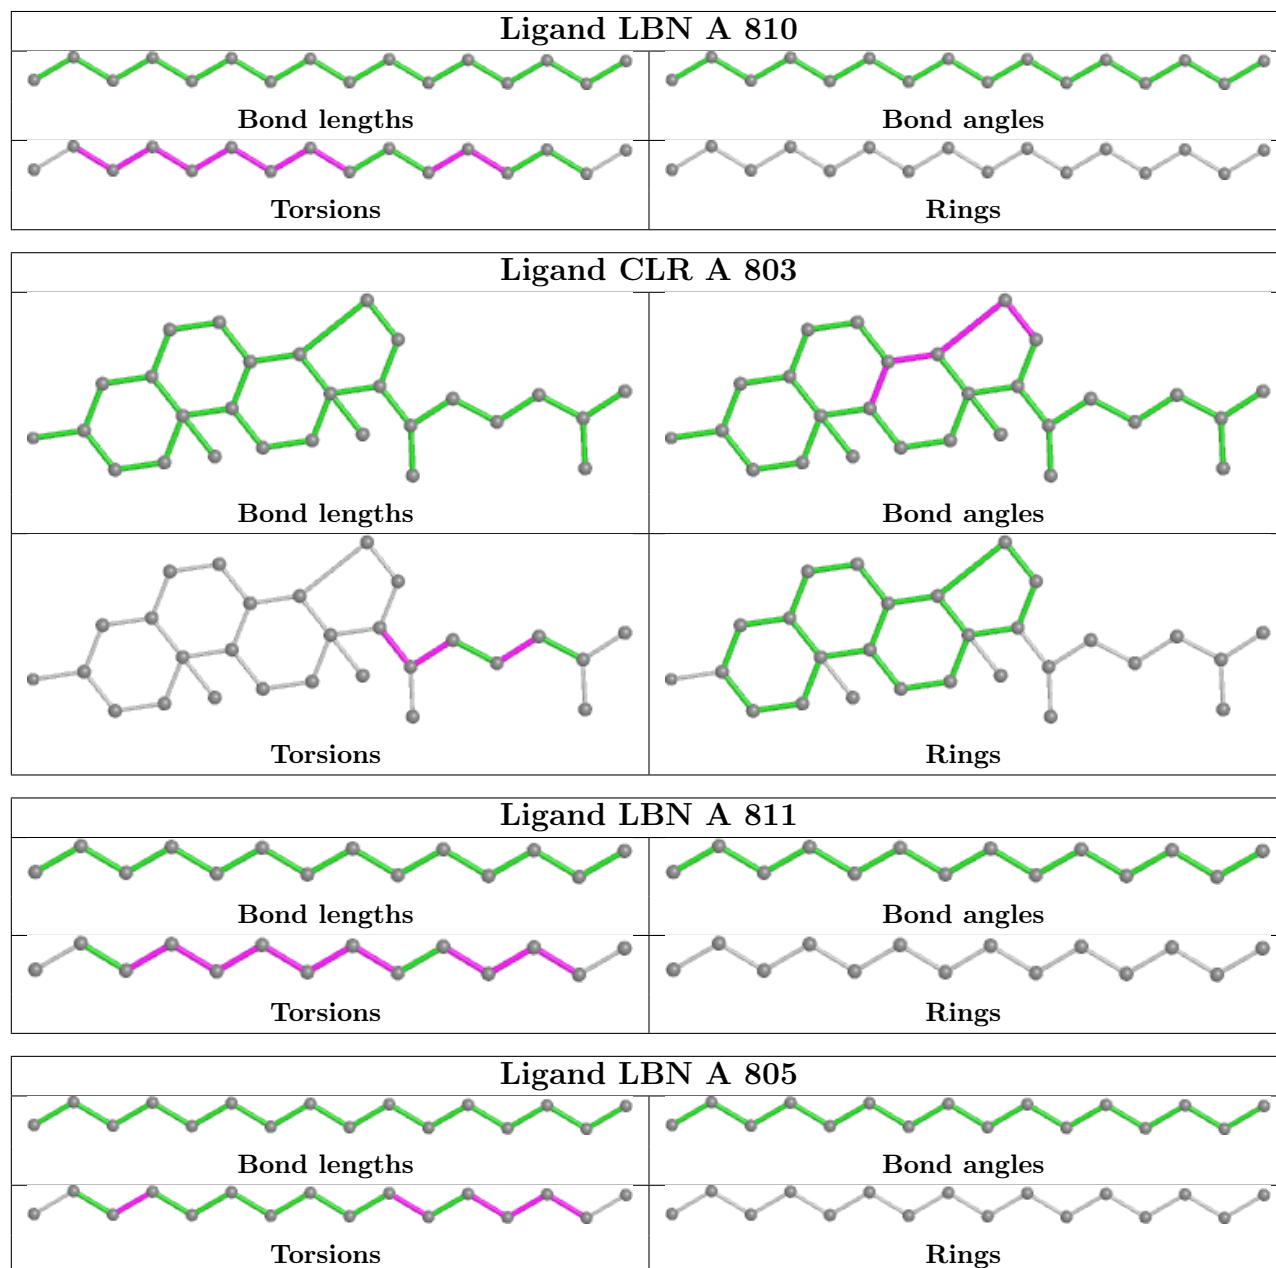 Ligand LBN A 810
Bond lengths
Bond angles
Torsions
Rings
Ligand CLR A 803
Bond lengths
Bond angles
Torsions
Rings
Ligand LBN A 811
Bond lengths
Bond angles
Torsions
Rings
Ligand LBN A 805
Bond lengths
Bond angles
Torsions
Rings